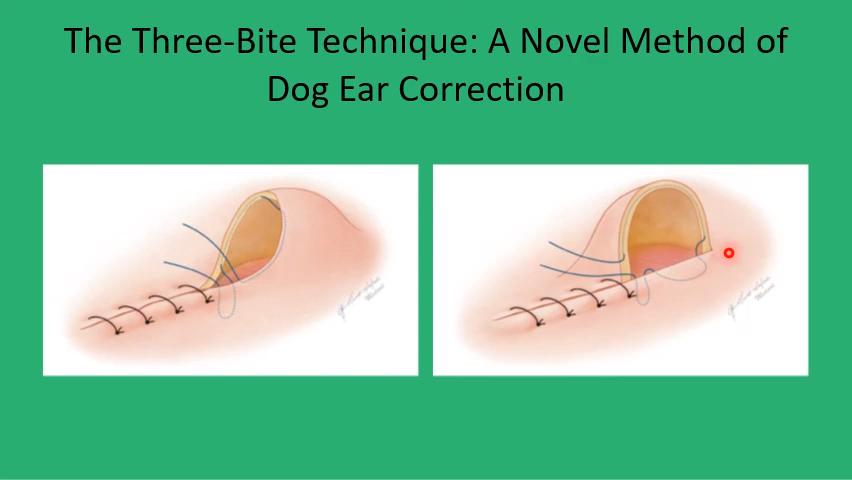 The Three-Bite Technique: A Novel Method of
Dog Ear Correction